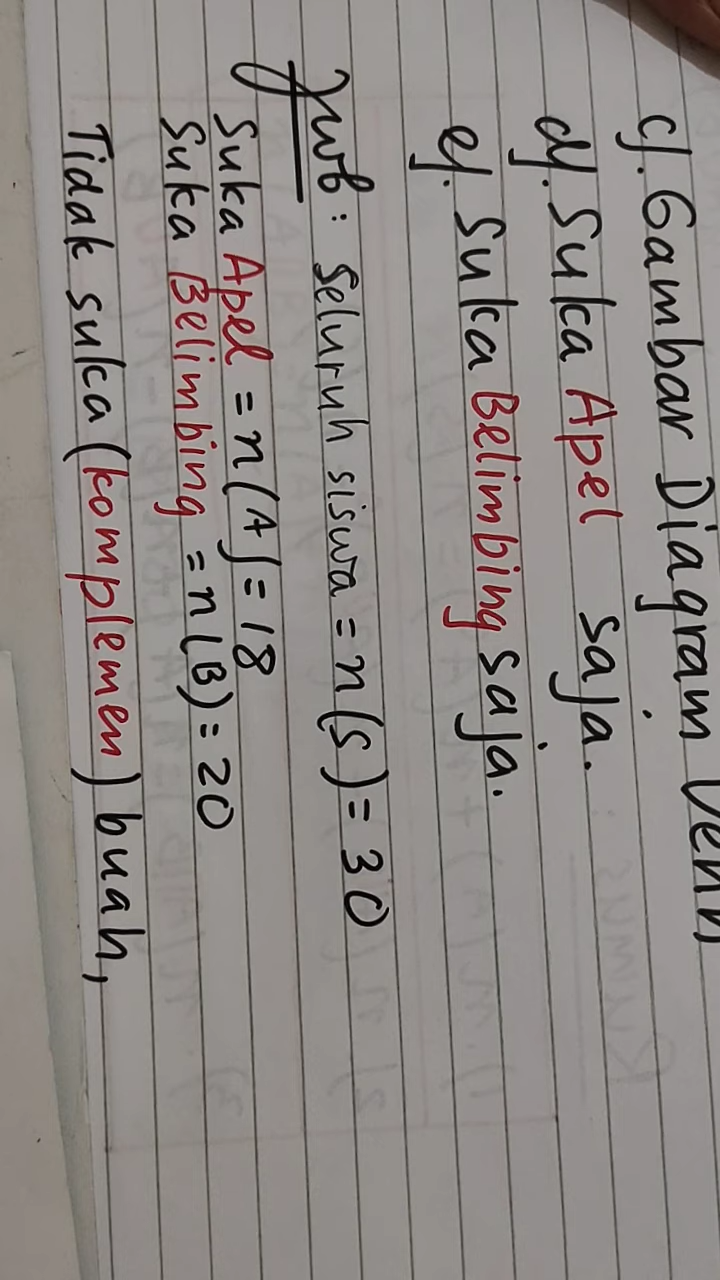 c). Gambar Diagram Venn
d). Suka Apel saja.
e). Suka Belimbing saja.
Jwb: Seluruh siswa = n(S) = 30
Suka Apel = n(A) = 18
Suka Belimbing = n(B) = 20
Tidak suka (komplemen) buah,